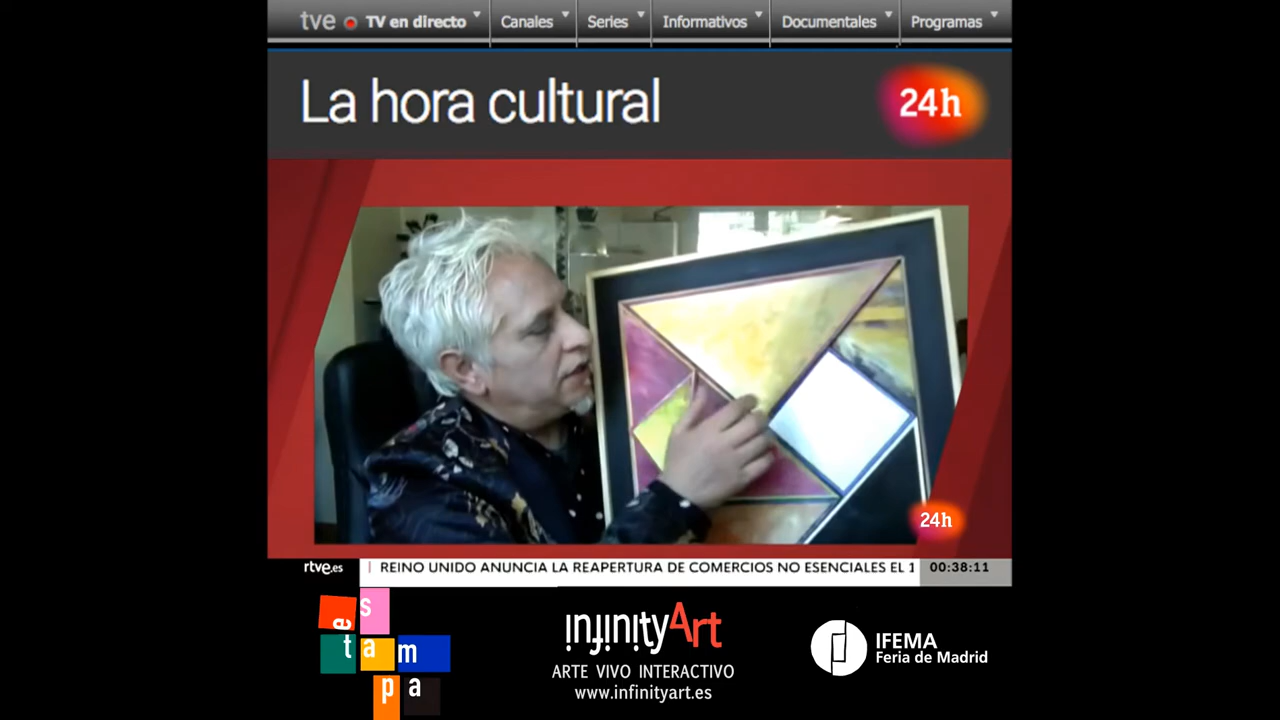 tve TV en directo Canales Series Informativos Documentales Programas
La hora cultural
24h
24h
rtve.es REINO UNIDO ANUNCIA LA REAPERTURA DE COMERCIOS NO ESENCIALES EL 1 00:38:11
estampa
infinityArt
ARTE VIVO INTERACTIVO
www.infinityart.es
IFEMA
Feria de Madrid